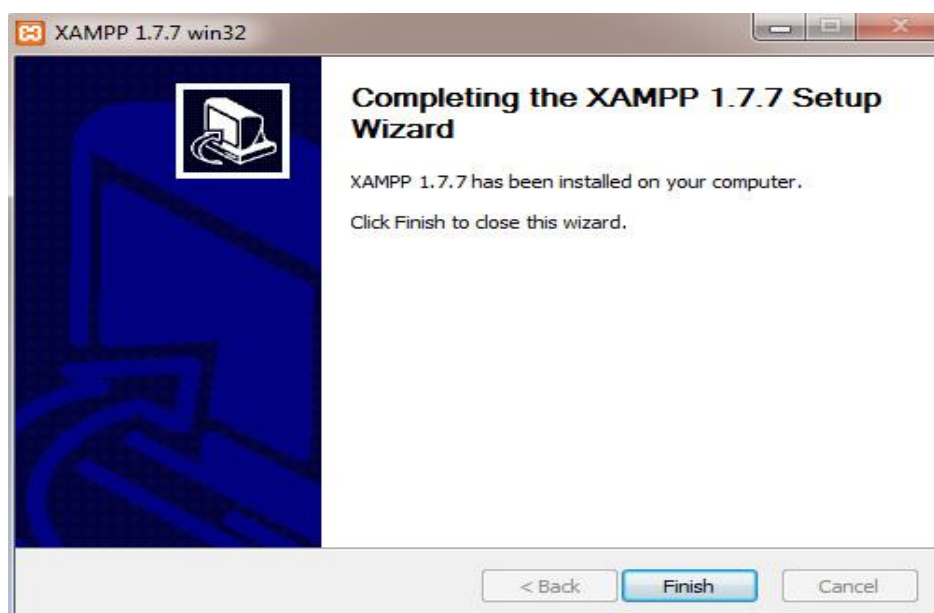 XAMPP 1.7.7 win32
Completing the XAMPP 1.7.7 Setup
Wizard
XAMPP 1.7.7 has been installed on your computer.
Click Finish to close this wizard.
< Back
Finish
Cancel